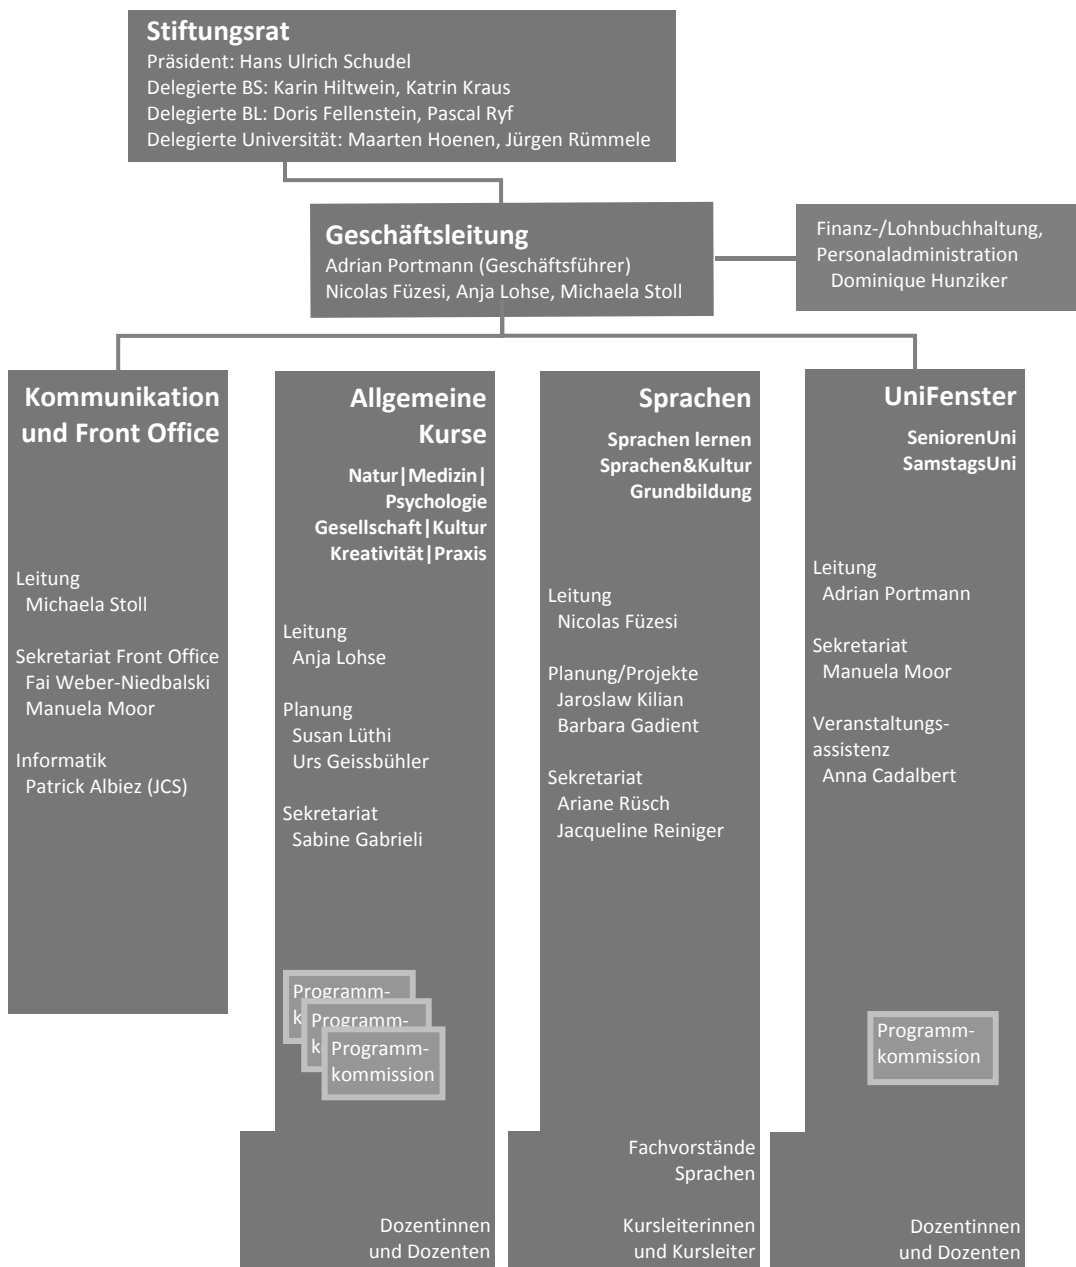 Stiftungsrat
Präsident: Hans Ulrich Schudel
Delegierte BS: Karin Hiltwein, Katrin Kraus
Delegierte BL: Doris Fellenstein, Pascal Ryf
Delegierte Universität: Maarten Hoenen, Jürgen Rümmele
Geschäftsleitung
Adrian Portmann (Geschäftsführer)
Nicolas Füzesi, Anja Lohse, Michaela Stoll
Finanz-/Lohnbuchhaltung,
Personaladministration
Dominique Hunziker
Kommunikation
und Front Office
Leitung
Michaela Stoll
Sekretariat Front Office
Fai Weber-Niedbalski
Manuela Moor
Informatik
Patrick Albiez (JCS)
Allgemeine
Kurse
Natur|Medizin|
Psychologie
Gesellschaft|Kultur
Kreativität|Praxis
Leitung
Anja Lohse
Planung
Susan Lüthi
Urs Geissbühler
Sekretariat
Sabine Gabrieli
Programm-
k
Programm-
k
Programm-
kommission
Dozentinnen
und Dozenten
Sprachen
Sprachen lernen
Sprachen&Kultur
Grundbildung
Leitung
Nicolas Füzesi
Planung/Projekte
Jaroslaw Kilian
Barbara Gadient
Sekretariat
Ariane Rüsch
Jacqueline Reiniger
Fachvorstände
Sprachen
Kursleiterinnen
und Kursleiter
UniFenster
SeniorenUni
SamstagsUni
Leitung
Adrian Portmann
Sekretariat
Manuela Moor
Veranstaltungs-
assistenz
Anna Cadalbert
Programm-
kommission
Dozentinnen
und Dozenten